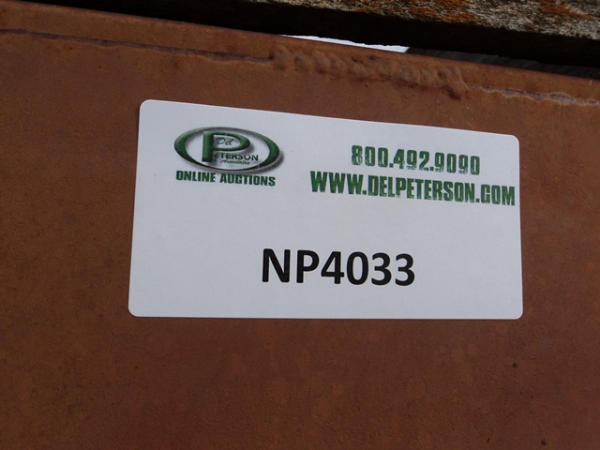 Del
PETERSON
ONLINE AUCTIONS
800.492.9090
WWW.DELPETERSON.COM
NP4033